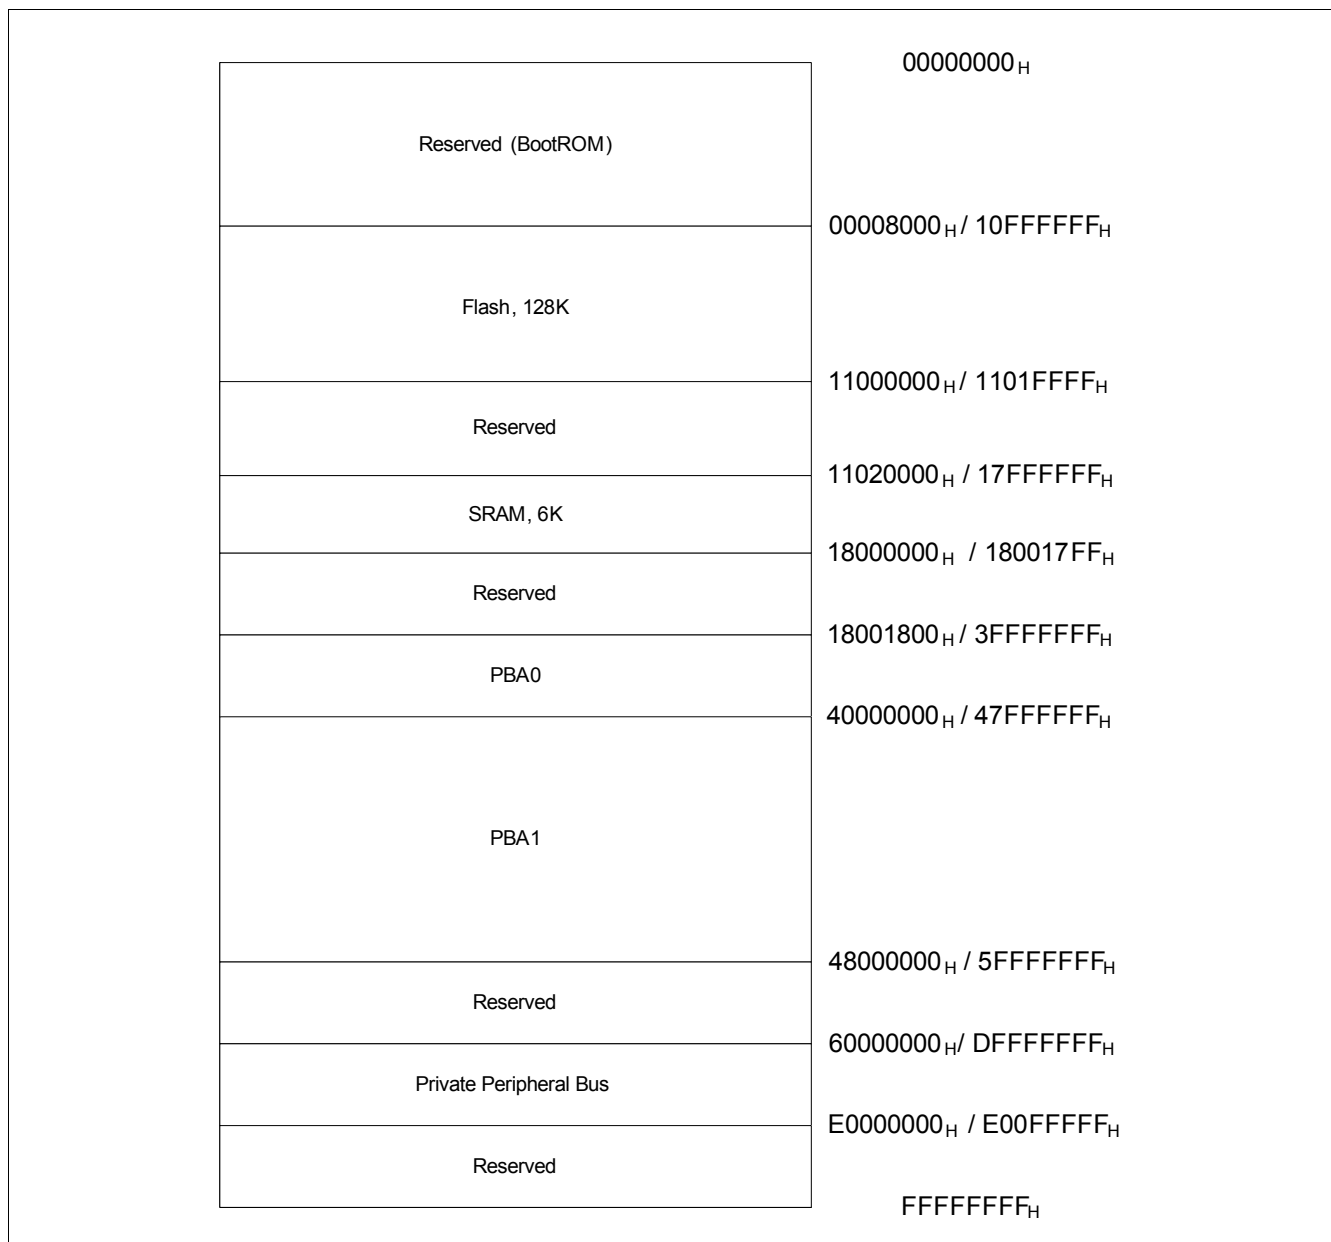 00000000H
Reserved (BootROM)
00008000H / 10FFFFFFH
Flash, 128K
11000000H / 1101FFFFH
Reserved
11020000H / 17FFFFFFH
SRAM, 6K
18000000H / 180017FFH
Reserved
18001800H / 3FFFFFFFH
PBA0
40000000H / 47FFFFFFH
PBA1
48000000H / 5FFFFFFFH
Reserved
60000000H / DFFFFFFFH
Private Peripheral Bus
E0000000H / E00FFFFFH
Reserved
FFFFFFFFH